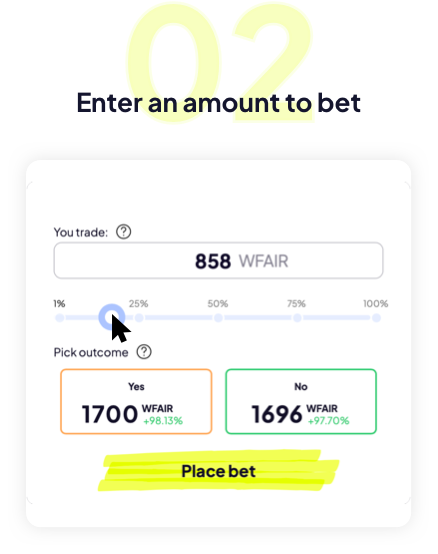 02
Enter an amount to bet
You trade: ?
858 WFAIR
1% 25% 50% 75% 100%
Pick outcome ?
Yes No
1700 WFAIR +98.13% 1696 WFAIR +97.70%
Place bet